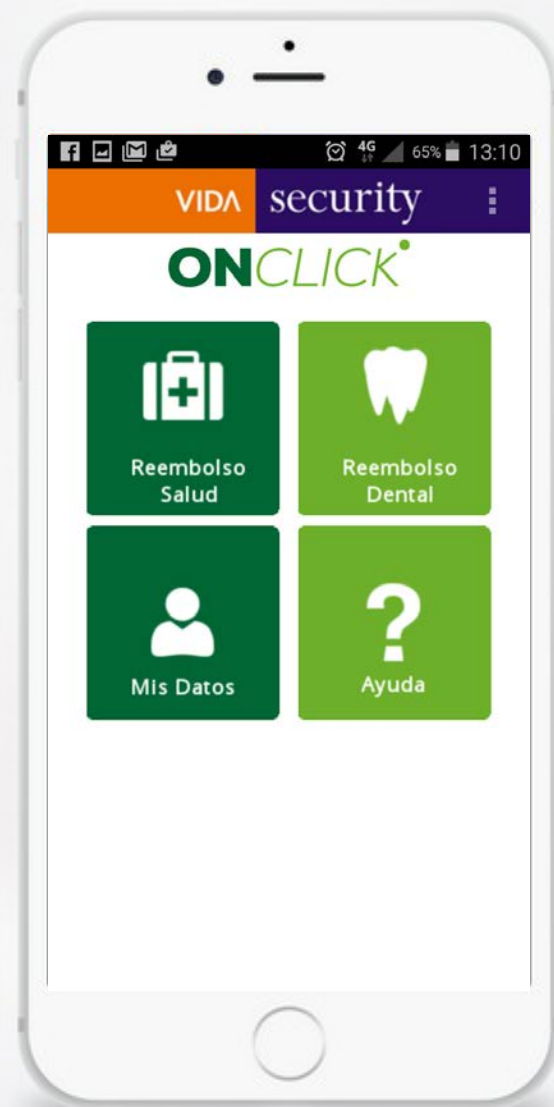 4G 65% 13:10
VIDA security
ONCLICK
Reembolso
Salud
Reembolso
Dental
Mis Datos
?
Ayuda